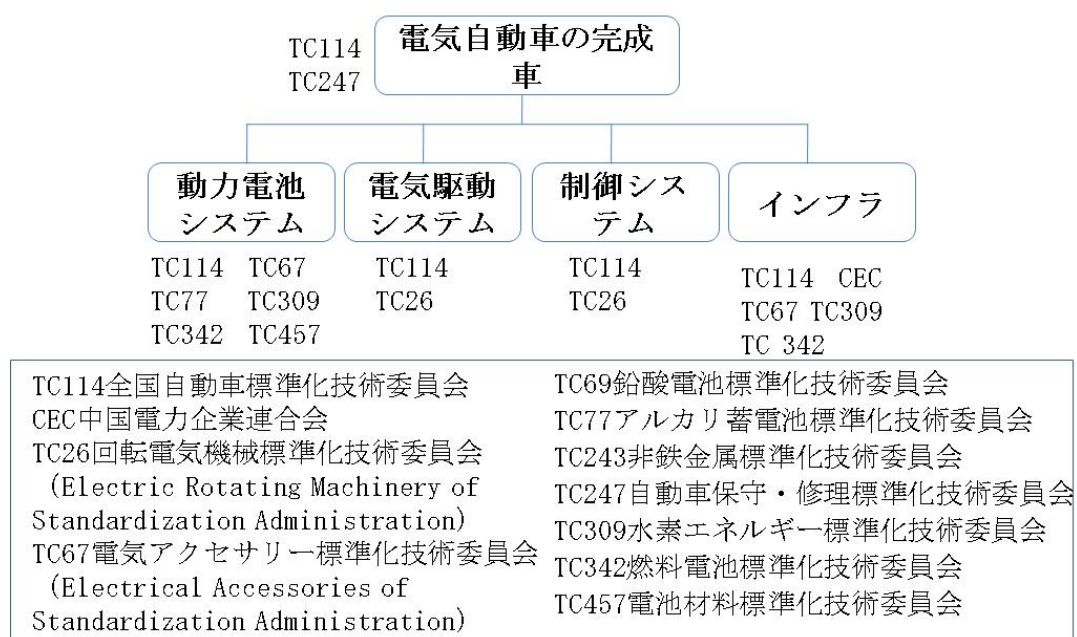 TC114
TC247
電気自動車の完成
車
動力電池
システム
電気駆動
システム
制御シス
テム
インフラ
TC114 TC67
TC77 TC309
TC342 TC457
TC114
TC26
TC114
TC26
TC114 CEC
TC67 TC309
TC 342
TC114全国自動車標準化技術委員会
CEC中国電力企業連合会
TC26回転電気機械標準化技術委員会
(Electric Rotating Machinery of
Standardization Administration)
TC67電気アクセサリー標準化技術委員会
(Electrical Accessories of
Standardization Administration)
TC69鉛酸電池標準化技術委員会
TC77アルカリ蓄電池標準化技術委員会
TC243非鉄金属標準化技術委員会
TC247自動車保守・修理標準化技術委員会
TC309水素エネルギー標準化技術委員会
TC342燃料電池標準化技術委員会
TC457電池材料標準化技術委員会